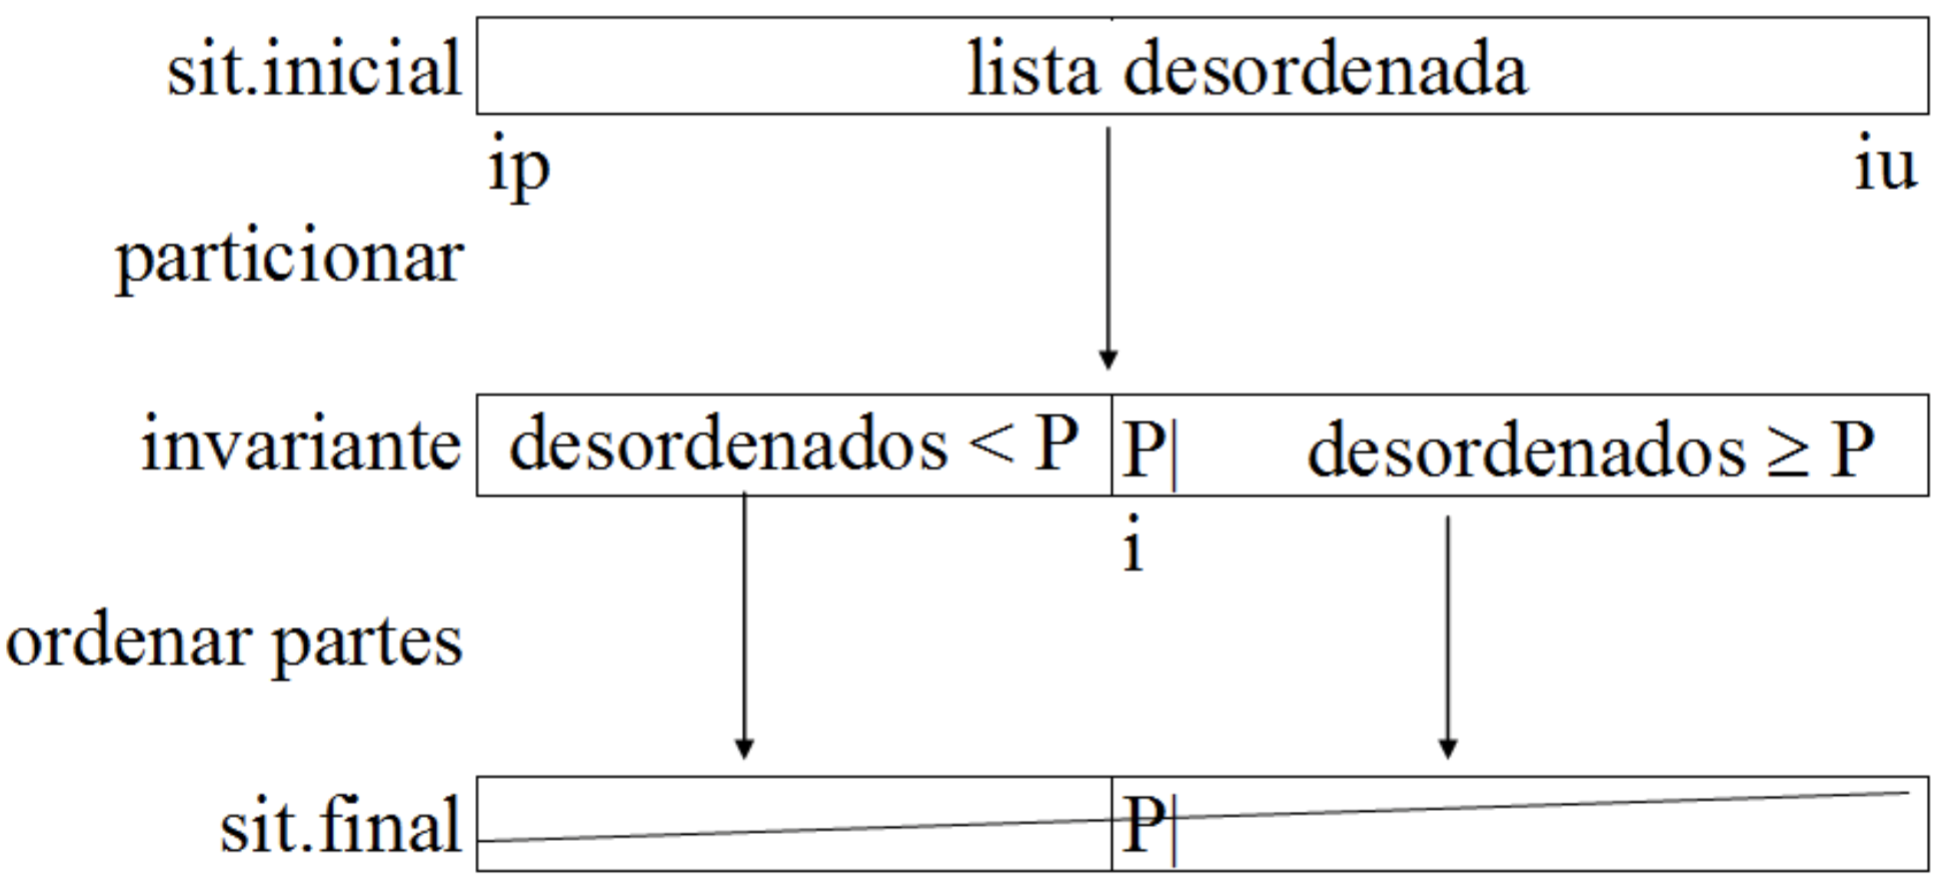 sit.inicial lista desordenada
ip iu
particionar
invariante desordenados < P P| desordenados ≥ P
i
ordenar partes
sit.final P|